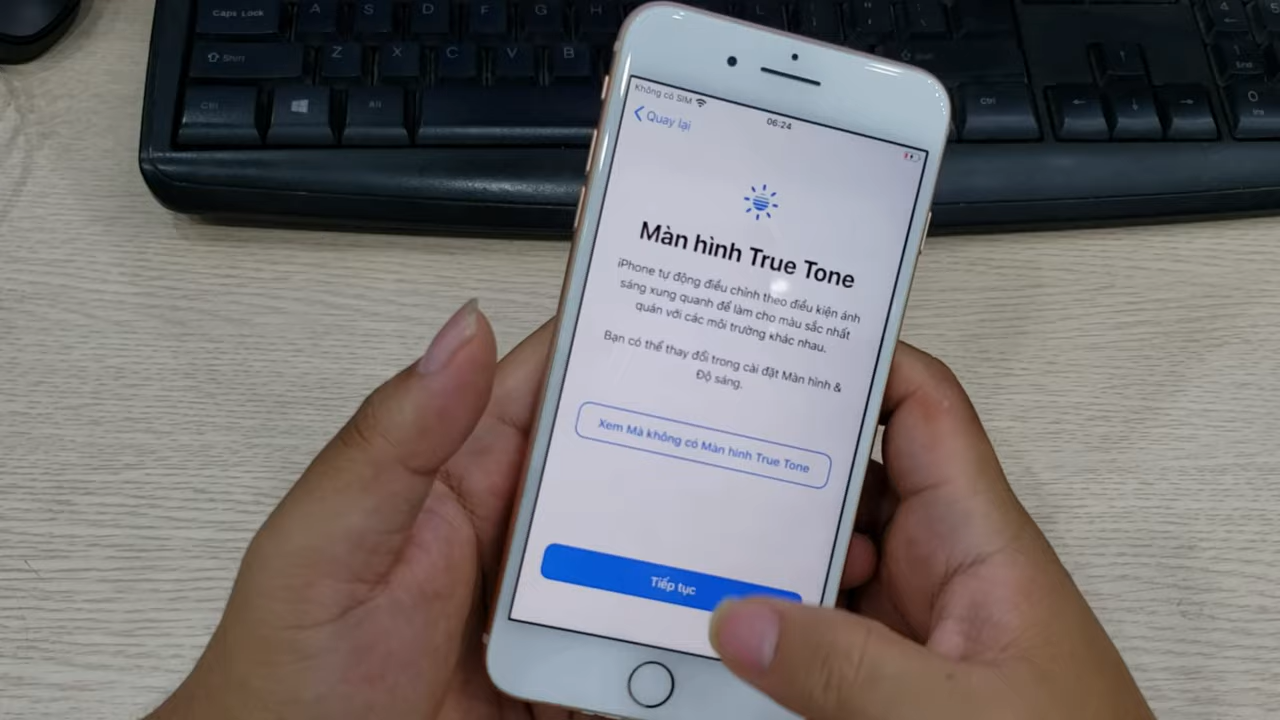 Caps Lock A S D F G H L
Shift Z X C V B Shift
Ctrl Alt Ctrl
Không có SIM 06:24
Quay lại
Màn hình True Tone
iPhone tự động điều chỉnh theo điều kiện ánh
sáng xung quanh để làm cho màu sắc nhất
quán với các môi trường khác nhau.
Bạn có thể thay đổi trong cài đặt Màn hình &
Độ sáng.
Xem Mà không có Màn hình True Tone
Tiếp tục